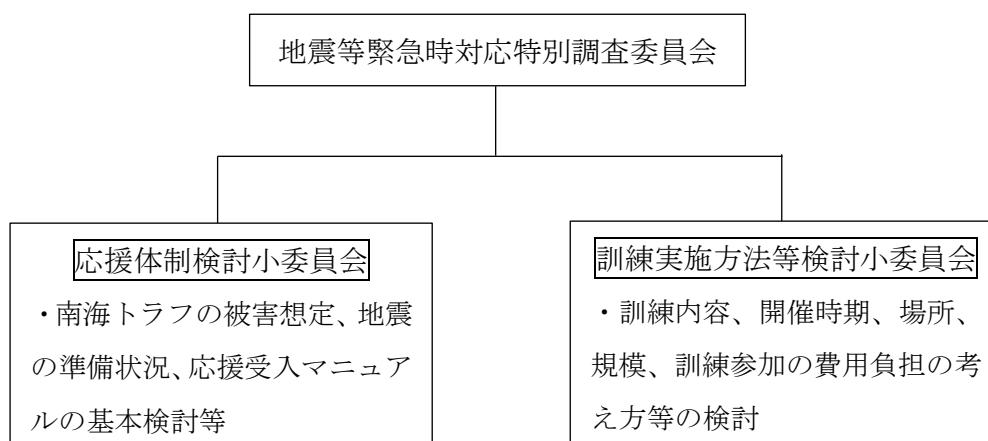 地震等緊急時対応特別調査委員会
応援体制検討小委員会
・南海トラフの被害想定、地震
の準備状況、応援受入マニュア
ルの基本検討等
訓練実施方法等検討小委員会
・訓練内容、開催時期、場所、
規模、訓練参加の費用負担の考
え方等の検討